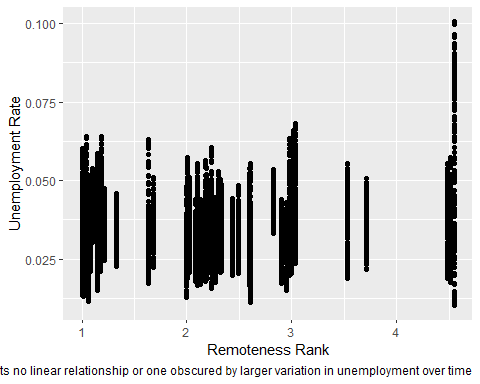 0.100
0.075
Unemployment Rate
0.050
0.025
1 2 3 4
Remoteness Rank
ts no linear relationship or one obscured by larger variation in unemployment over time